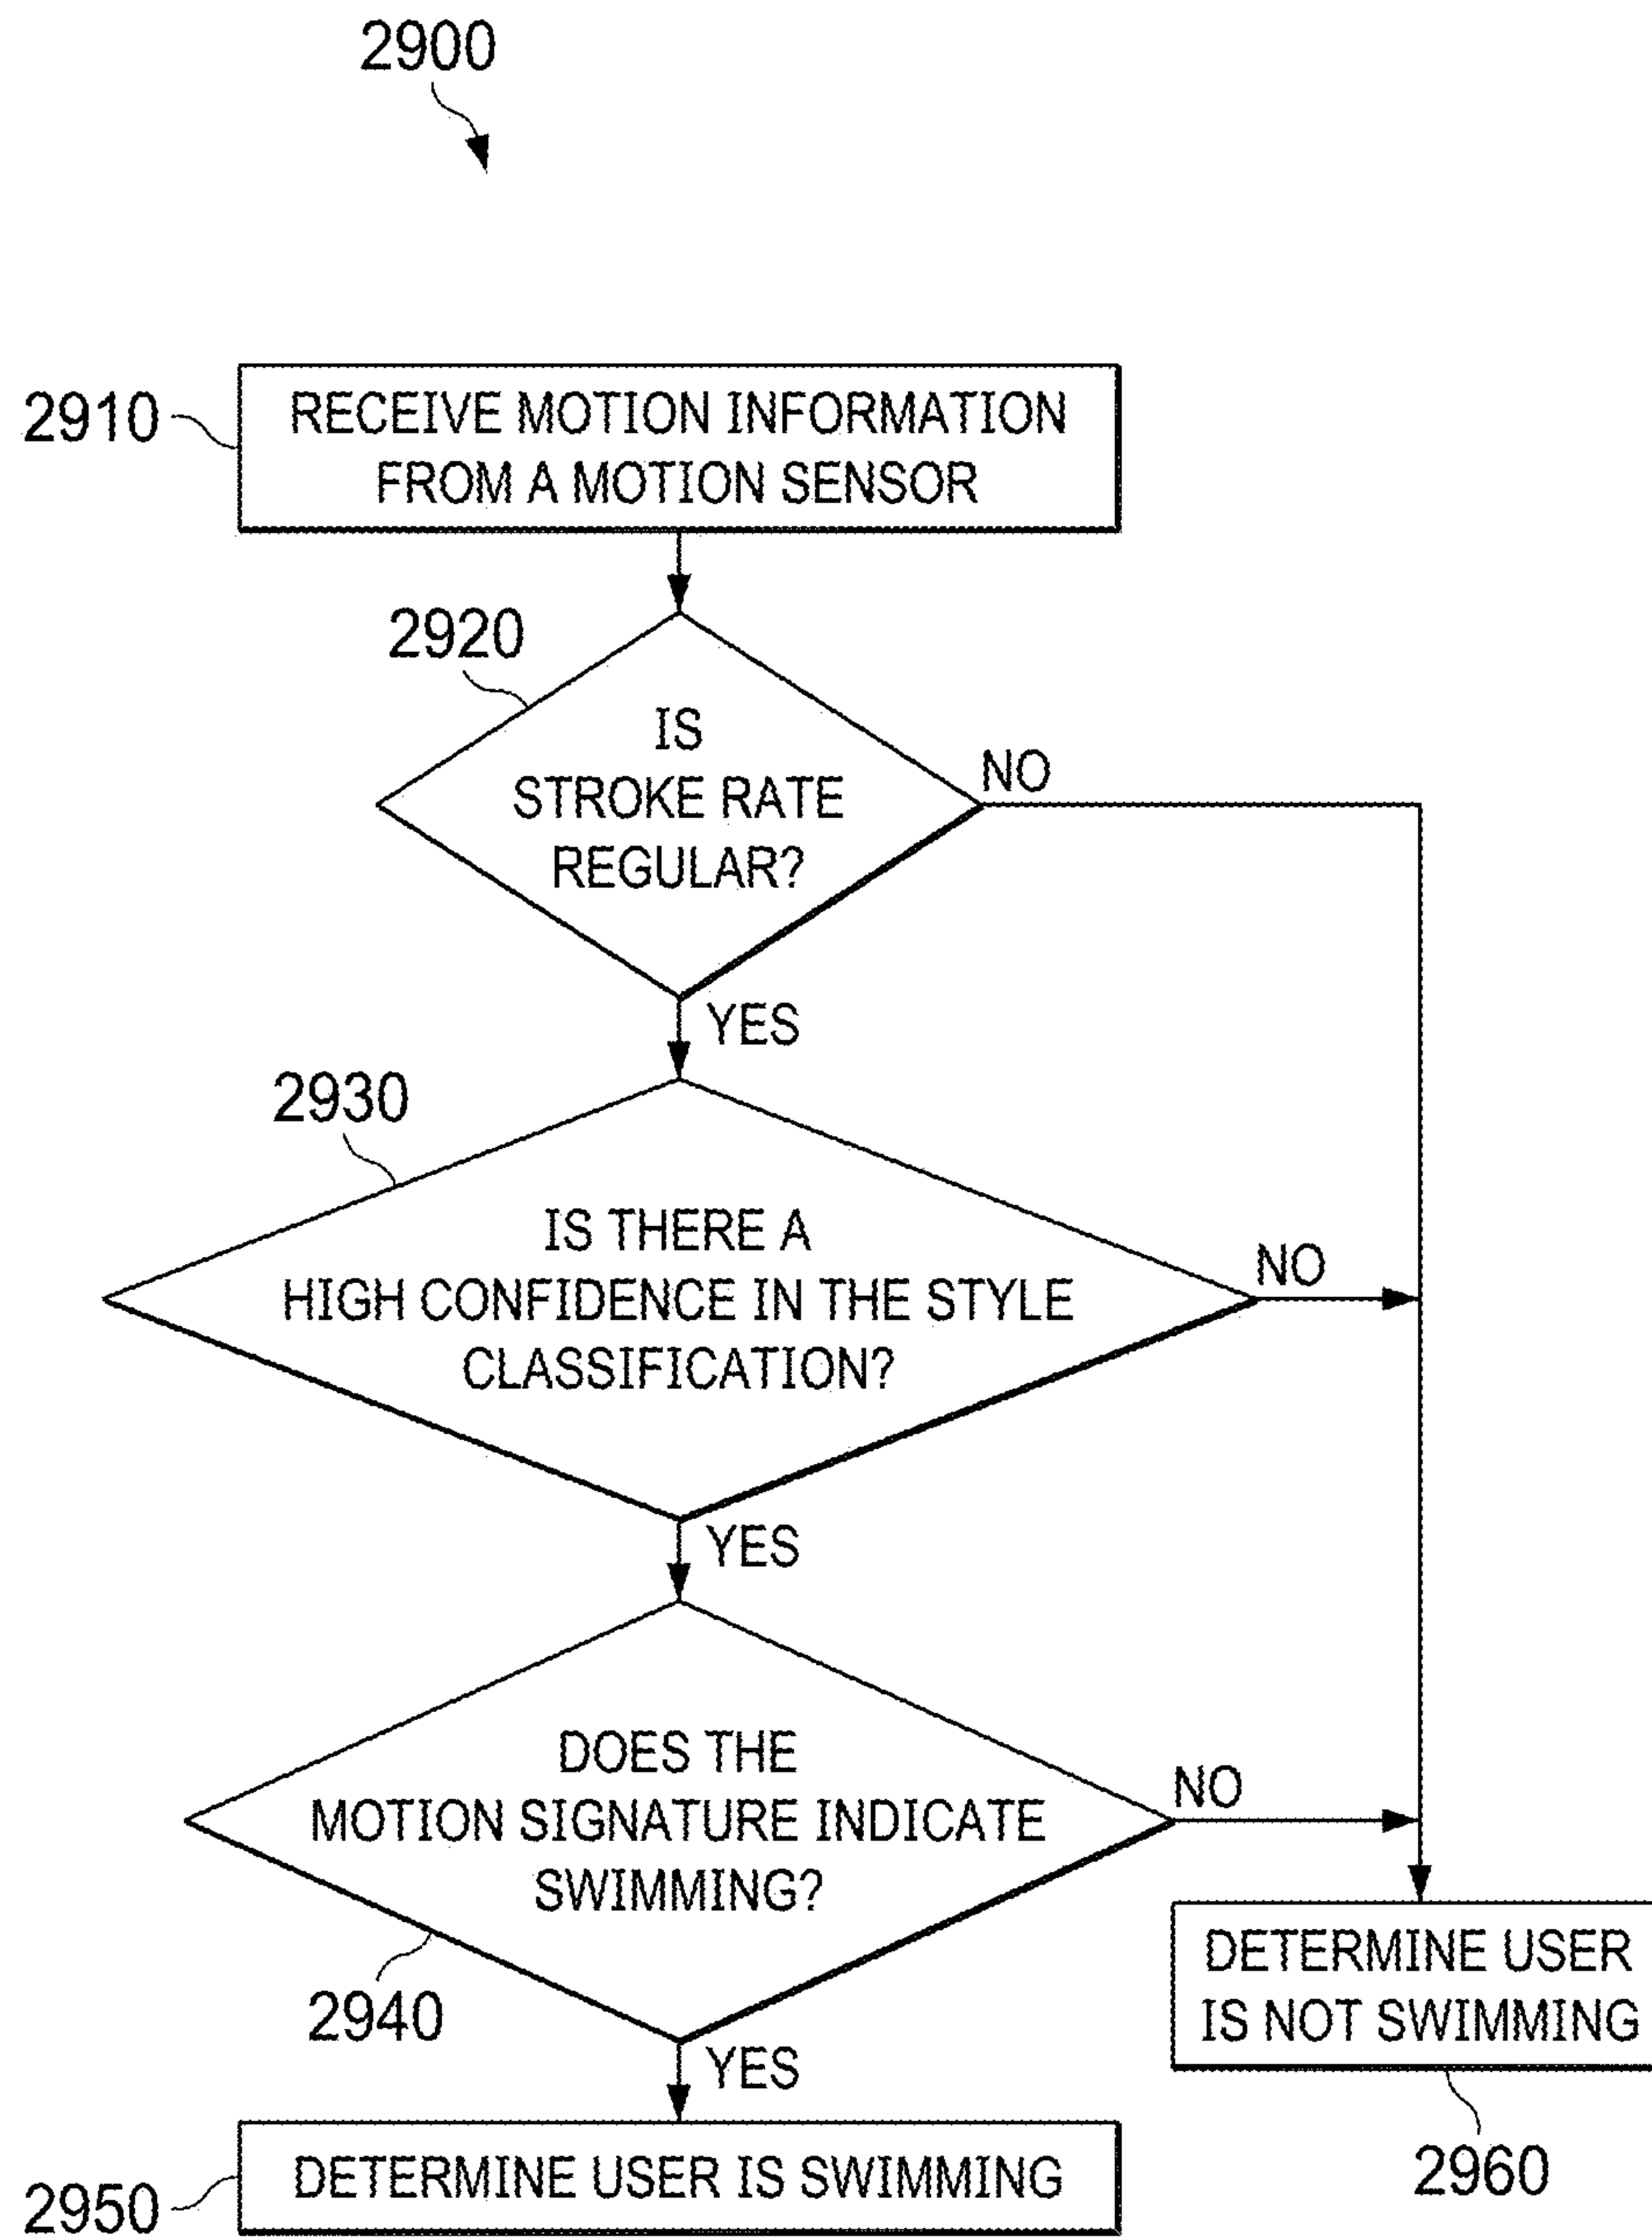 2900
2910
RECEIVE MOTION INFORMATION
FROM A MOTION SENSOR
2920
IS
STROKE RATE
REGULAR?
NO
YES
2930
IS THERE A
HIGH CONFIDENCE IN THE STYLE
CLASSIFICATION?
NO
YES
DOES THE
MOTION SIGNATURE INDICATE
SWIMMING?
NO
2940
YES
DETERMINE USER
IS NOT SWIMMING
2960
2950
DETERMINE USER IS SWIMMING